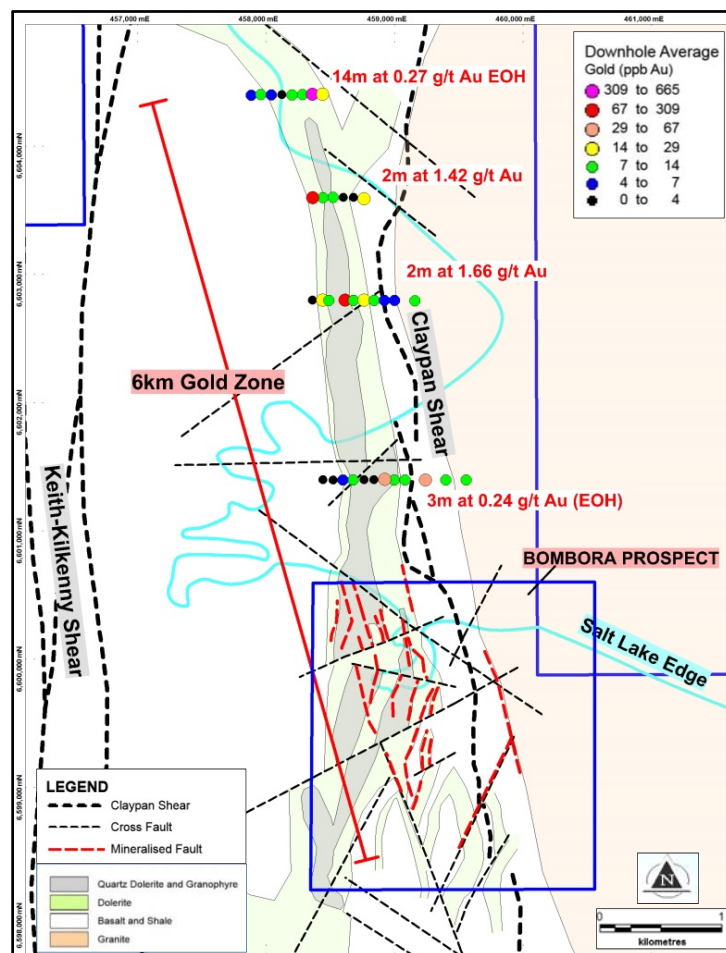 457,000 mE
458,000 mE
459,000 mE
460,000 mE
461,000 mE
Downhole Average
Gold (ppb Au)
309 to 665
67 to 309
29 to 67
14 to 29
7 to 14
4 to 7
0 to 4
14m at 0.27 g/t Au EOH
6,604,000 mN
2m at 1.42 g/t Au
6,603,000 mN
2m at 1.66 g/t Au
Claypan Shear
6km Gold Zone
6,602,000 mN
Keith-Kilkenny Shear
3m at 0.24 g/t Au (EOH)
6,601,000 mN
BOMBORA PROSPECT
Salt Lake Edge
6,600,000 mN
6,599,000 mN
LEGEND
Claypan Shear
Cross Fault
Mineralised Fault
Quartz Dolerite and Granophyre
Dolerite
Basalt and Shale
Granite
6,598,000 mN
N
0 1
kilometres